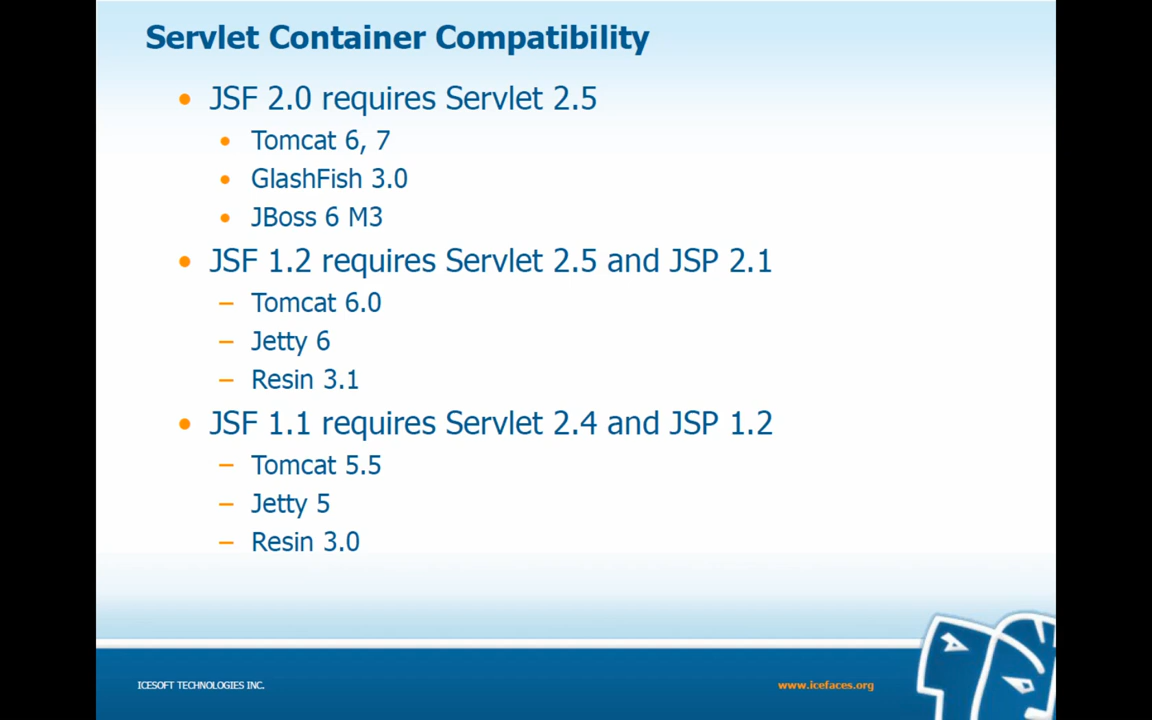 Servlet Container Compatibility
• JSF 2.0 requires Servlet 2.5
• Tomcat 6, 7
• GlashFish 3.0
• JBoss 6 M3
• JSF 1.2 requires Servlet 2.5 and JSP 2.1
– Tomcat 6.0
– Jetty 6
– Resin 3.1
• JSF 1.1 requires Servlet 2.4 and JSP 1.2
– Tomcat 5.5
– Jetty 5
– Resin 3.0
ICESOFT TECHNOLOGIES INC.
www.icefaces.org